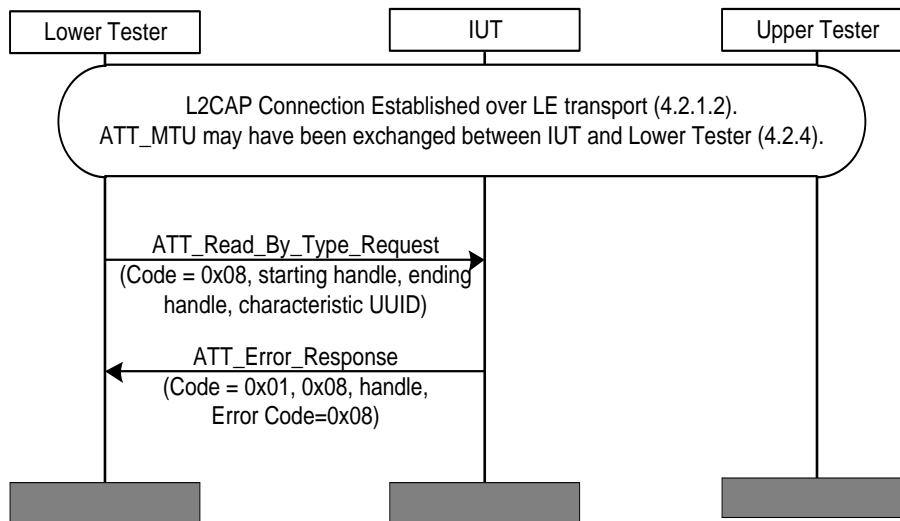 Lower Tester
IUT
Upper Tester
L2CAP Connection Established over LE transport (4.2.1.2).
ATT_MTU may have been exchanged between IUT and Lower Tester (4.2.4).
ATT_Read_By_Type_Request
(Code = 0x08, starting handle, ending
handle, characteristic UUID)
ATT_Error_Response
(Code = 0x01, 0x08, handle,
Error Code=0x08)